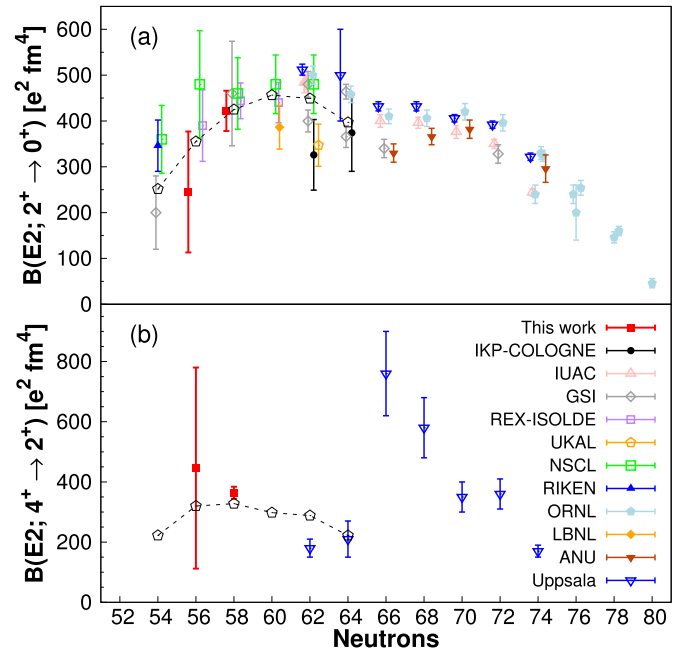 (a)
B(E2; 2⁺ → 0⁺) [e² fm⁴]
600
500
400
300
200
100
0
(b)
B(E2; 4⁺ → 2⁺) [e² fm⁴]
800
600
400
200
0
This work
IKP-COLOGNE
IUAC
GSI
REX-ISOLDE
UKAL
NSCL
RIKEN
ORNL
LBNL
ANU
Uppsala
52 54 56 58 60 62 64 66 68 70 72 74 76 78 80
Neutrons